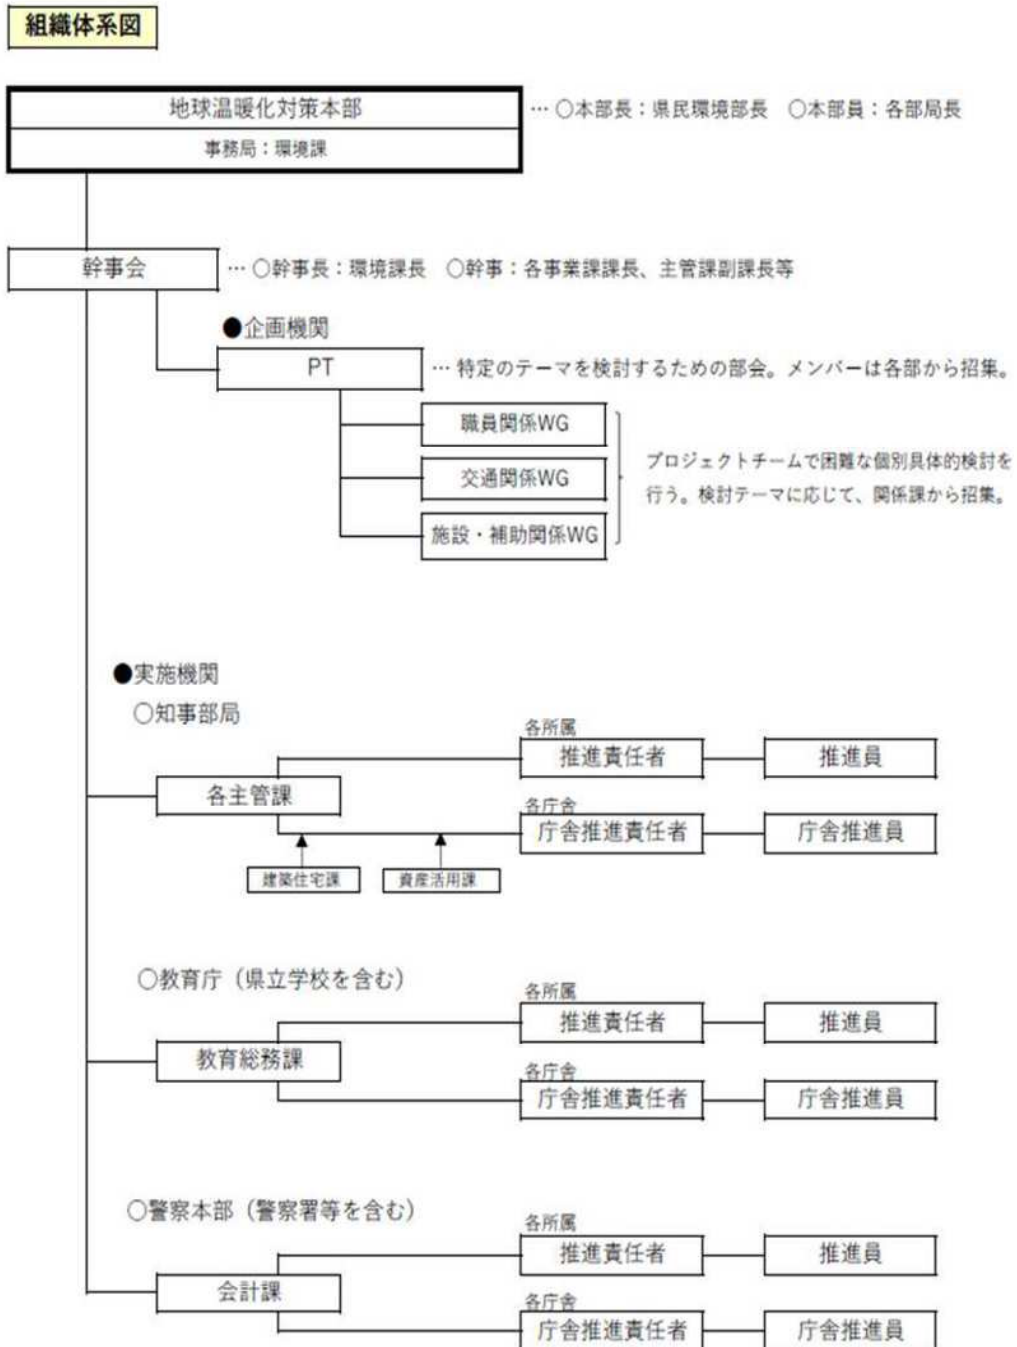 組織体系図
地球温暖化対策本部
… ○本部長：県民環境部長　○本部員：各部局長
事務局：環境課
幹事会
… ○幹事長：環境課長　○幹事：各事業課課長、主管課副課長等
●企画機関
PT
… 特定のテーマを検討するための部会。メンバーは各部から招集。
職員関係WG
交通関係WG
施設・補助関係WG
プロジェクトチームで困難な個別具体的検討を
行う。検討テーマに応じて、関係課から招集。
●実施機関
○知事部局
各主管課
各所属
推進責任者
推進員
各庁舎
庁舎推進責任者
庁舎推進員
建築住宅課
資産活用課
○教育庁（県立学校を含む）
教育総務課
各所属
推進責任者
推進員
各庁舎
庁舎推進責任者
庁舎推進員
○警察本部（警察署等を含む）
会計課
各所属
推進責任者
推進員
各庁舎
庁舎推進責任者
庁舎推進員